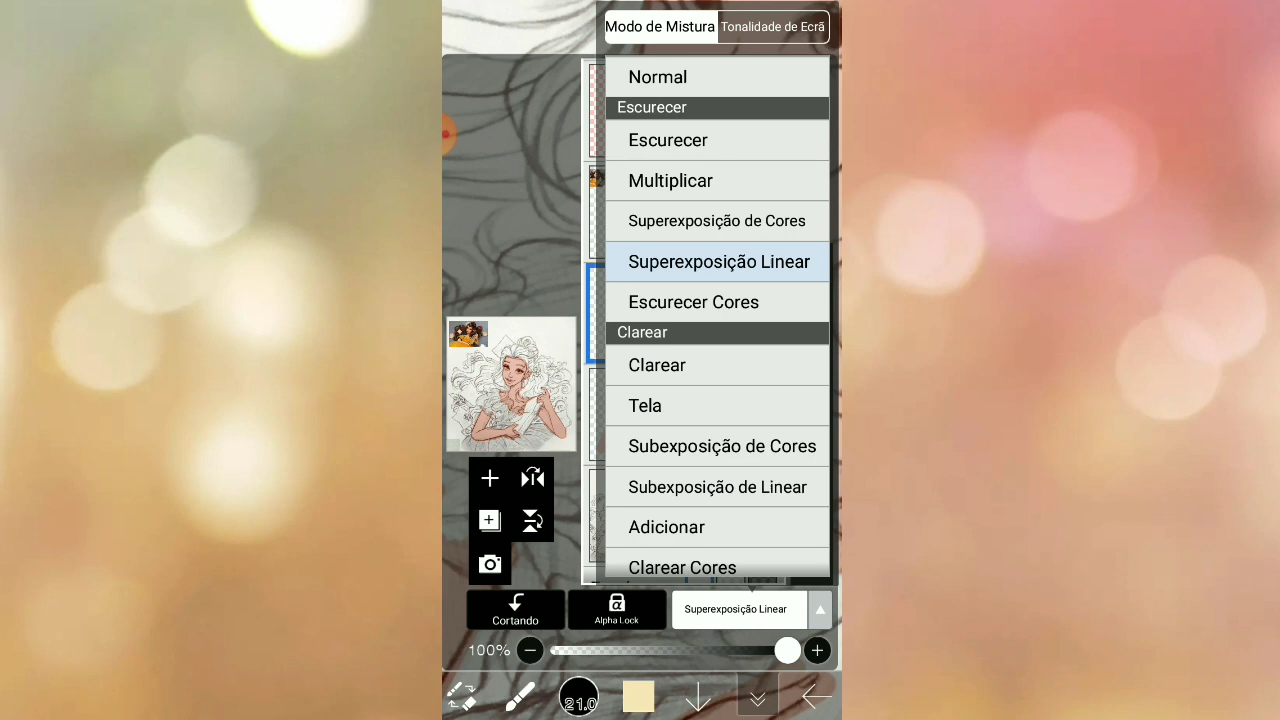 Modo de Mistura
Tonalidade de Ecrã
Normal
Escurecer
Escurecer
Multiplicar
Superexposição de Cores
Superexposição Linear
Escurecer Cores
Clarear
Clarear
Tela
Subexposição de Cores
Subexposição de Linear
Adicionar
Clarear Cores
Cortando
Alpha Lock
Superexposição Linear
100%
21.0